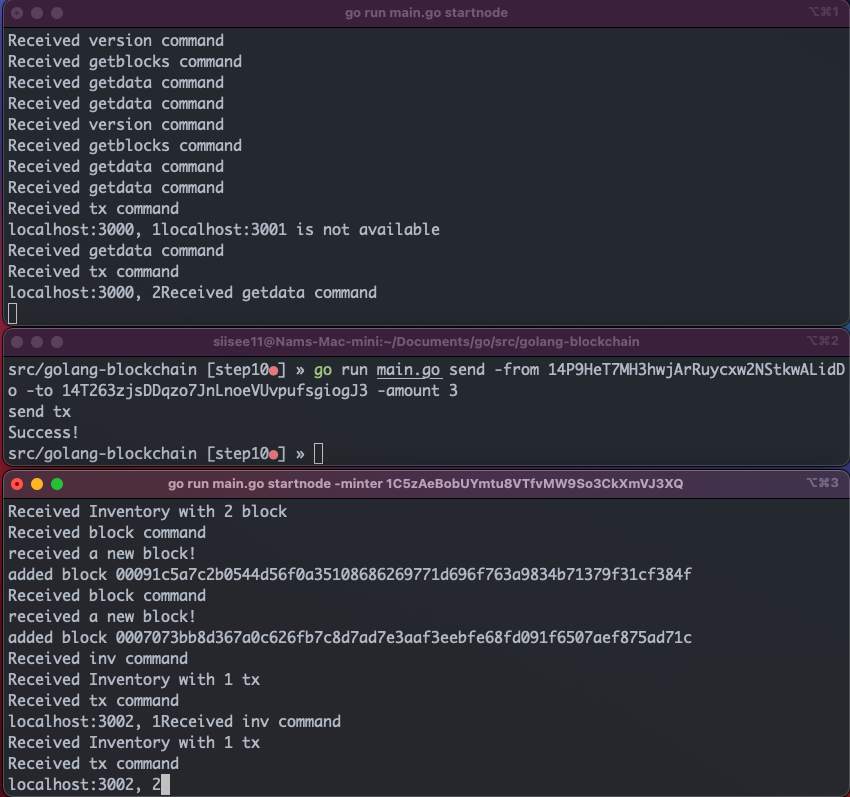 go run main.go startnode
⌥⌘1
Received version command
Received getblocks command
Received getdata command
Received getdata command
Received version command
Received getblocks command
Received getdata command
Received getdata command
Received tx command
localhost:3000, 1localhost:3001 is not available
Received getdata command
Received tx command
localhost:3000, 2Received getdata command
siisee11@Nams-Mac-mini:~/Documents/go/src/golang-blockchain
⌥⌘2
src/golang-blockchain [step10●] » go run main.go send -from 14P9HeT7MH3hwjArRuycxw2NStkwALidD
o -to 14T263zjsDDqzo7JnLnoeVUvpufsgiogJ3 -amount 3
send tx
Success!
src/golang-blockchain [step10●] »
go run main.go startnode -minter 1C5zAeBobUYmtu8VTfvMW9So3CkXmVJ3XQ
⌥⌘3
Received Inventory with 2 block
Received block command
received a new block!
added block 00091c5a7c2b0544d56f0a35108686269771d696f763a9834b71379f31cf384f
Received block command
received a new block!
added block 0007073bb8d367a0c626fb7c8d7ad7e3aaf3eebfe68fd091f6507aef875ad71c
Received inv command
Received Inventory with 1 tx
Received tx command
localhost:3002, 1Received inv command
Received Inventory with 1 tx
Received tx command
localhost:3002, 2